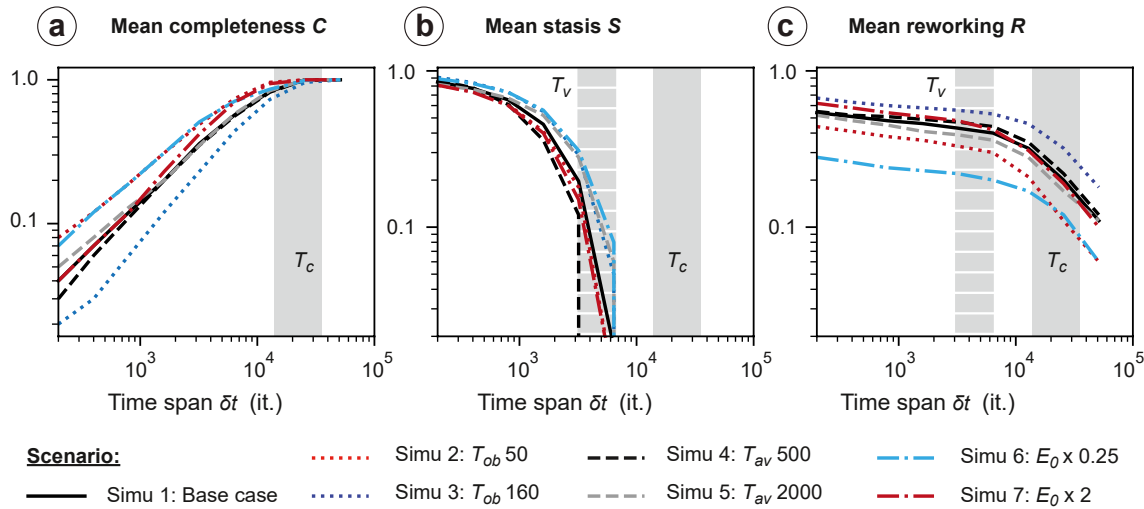 a Mean completeness C
b Mean stasis S
c Mean reworking R
1.0
0.1
T_c
10^3
10^4
10^5
Time span δt (it.)
1.0
0.1
T_v
T_c
10^3
10^4
10^5
Time span δt (it.)
1.0
0.1
T_v
T_c
10^3
10^4
10^5
Time span δt (it.)
Scenario:
Simu 1: Base case
Simu 2: T_ob 50
Simu 3: T_ob 160
Simu 4: T_av 500
Simu 5: T_av 2000
Simu 6: E_0 x 0.25
Simu 7: E_0 x 2